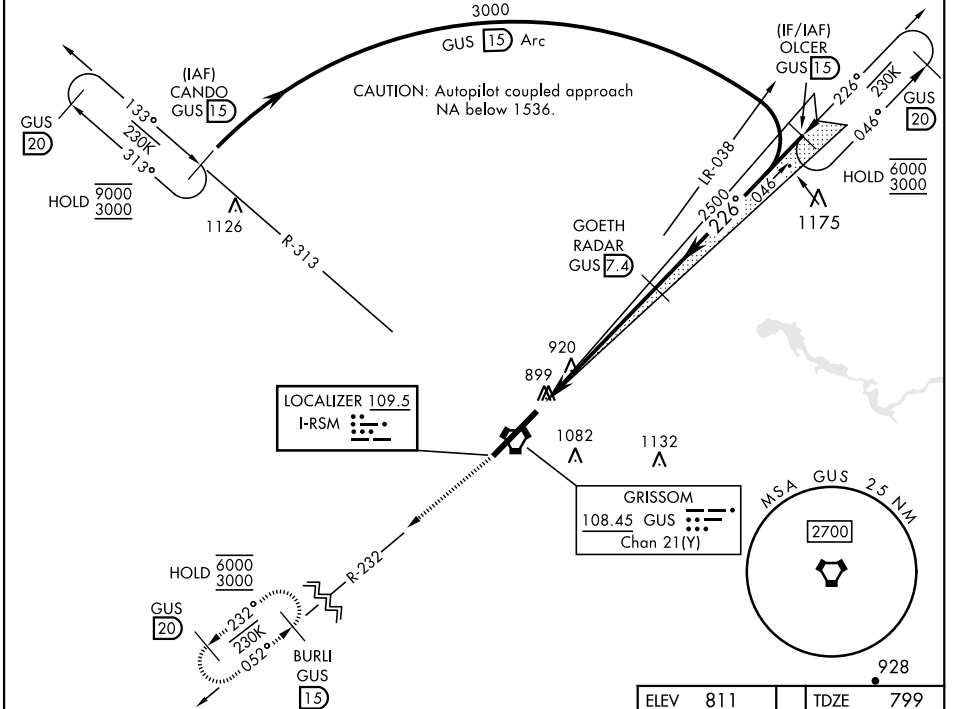 3000
GUS 15 Arc
(IAF)
CANDO
GUS 15
CAUTION: Autopilot coupled approach
NA below 1536.
(IF/IAF)
OLCER
GUS 15
226°
230K
046°
GUS
20
HOLD 6000
3000
GUS
20
133°
230K
313°
HOLD 9000
3000
1126
R-313
LR-038
2500
226°
046
1175
GOETH
RADAR
GUS 7.4
920
899
LOCALIZER 109.5
I-RSM
1082
1132
GRISSOM
108.45 GUS
Chan 21(Y)
MSA GUS 25 NM
2700
R-232
HOLD 6000
3000
GUS
20
232°
230K
052°
BURLI
GUS
15
928
ELEV 811
TDZE 799